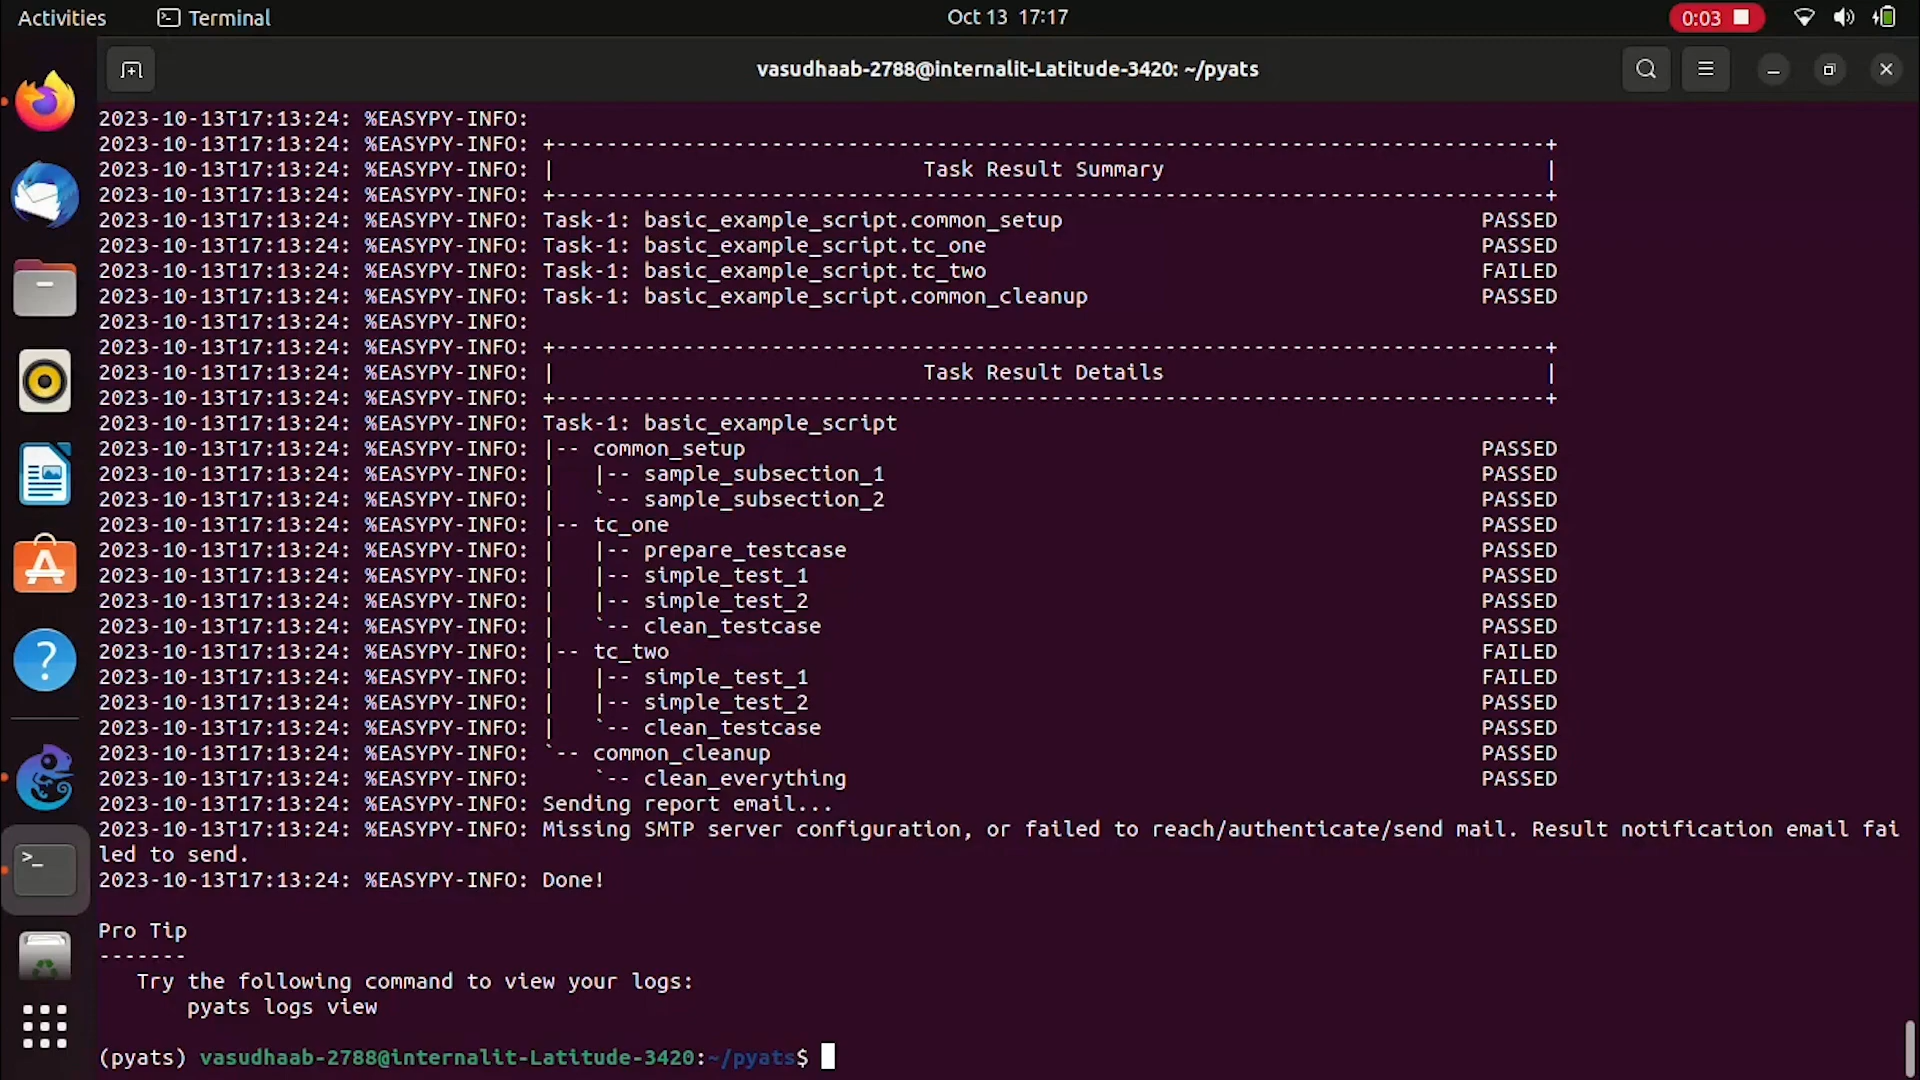 Activities
Terminal
Oct 13 17:17
0:03
vasudhaab-2788@internalit-Latitude-3420: ~/pyats
2023-10-13T17:13:24: %EASYPY-INFO:
2023-10-13T17:13:24: %EASYPY-INFO: +-------------------------------------------------------------------------------+
2023-10-13T17:13:24: %EASYPY-INFO: |                             Task Result Summary                              |
2023-10-13T17:13:24: %EASYPY-INFO: +-------------------------------------------------------------------------------+
2023-10-13T17:13:24: %EASYPY-INFO: Task-1: basic_example_script.common_setup                                 PASSED
2023-10-13T17:13:24: %EASYPY-INFO: Task-1: basic_example_script.tc_one                                       PASSED
2023-10-13T17:13:24: %EASYPY-INFO: Task-1: basic_example_script.tc_two                                       FAILED
2023-10-13T17:13:24: %EASYPY-INFO: Task-1: basic_example_script.common_cleanup                               PASSED
2023-10-13T17:13:24: %EASYPY-INFO:
2023-10-13T17:13:24: %EASYPY-INFO: +-------------------------------------------------------------------------------+
2023-10-13T17:13:24: %EASYPY-INFO: |                             Task Result Details                              |
2023-10-13T17:13:24: %EASYPY-INFO: +-------------------------------------------------------------------------------+
2023-10-13T17:13:24: %EASYPY-INFO: Task-1: basic_example_script
2023-10-13T17:13:24: %EASYPY-INFO: |-- common_setup                                                          PASSED
2023-10-13T17:13:24: %EASYPY-INFO: |   |-- sample_subsection_1                                               PASSED
2023-10-13T17:13:24: %EASYPY-INFO: |   `-- sample_subsection_2                                               PASSED
2023-10-13T17:13:24: %EASYPY-INFO: |-- tc_one                                                                PASSED
2023-10-13T17:13:24: %EASYPY-INFO: |   |-- prepare_testcase                                                  PASSED
2023-10-13T17:13:24: %EASYPY-INFO: |   |-- simple_test_1                                                     PASSED
2023-10-13T17:13:24: %EASYPY-INFO: |   |-- simple_test_2                                                     PASSED
2023-10-13T17:13:24: %EASYPY-INFO: |   `-- clean_testcase                                                    PASSED
2023-10-13T17:13:24: %EASYPY-INFO: |-- tc_two                                                                FAILED
2023-10-13T17:13:24: %EASYPY-INFO: |   |-- simple_test_1                                                     FAILED
2023-10-13T17:13:24: %EASYPY-INFO: |   |-- simple_test_2                                                     PASSED
2023-10-13T17:13:24: %EASYPY-INFO: |   `-- clean_testcase                                                    PASSED
2023-10-13T17:13:24: %EASYPY-INFO: `-- common_cleanup                                                        PASSED
2023-10-13T17:13:24: %EASYPY-INFO:     `-- clean_everything                                                  PASSED
2023-10-13T17:13:24: %EASYPY-INFO: Sending report email...
2023-10-13T17:13:24: %EASYPY-INFO: Missing SMTP server configuration, or failed to reach/authenticate/send mail. Result notification email fai
led to send.
2023-10-13T17:13:24: %EASYPY-INFO: Done!
Pro Tip
-------
   Try the following command to view your logs:
       pyats logs view
(pyats) vasudhaab-2788@internalit-Latitude-3420:~/pyats$